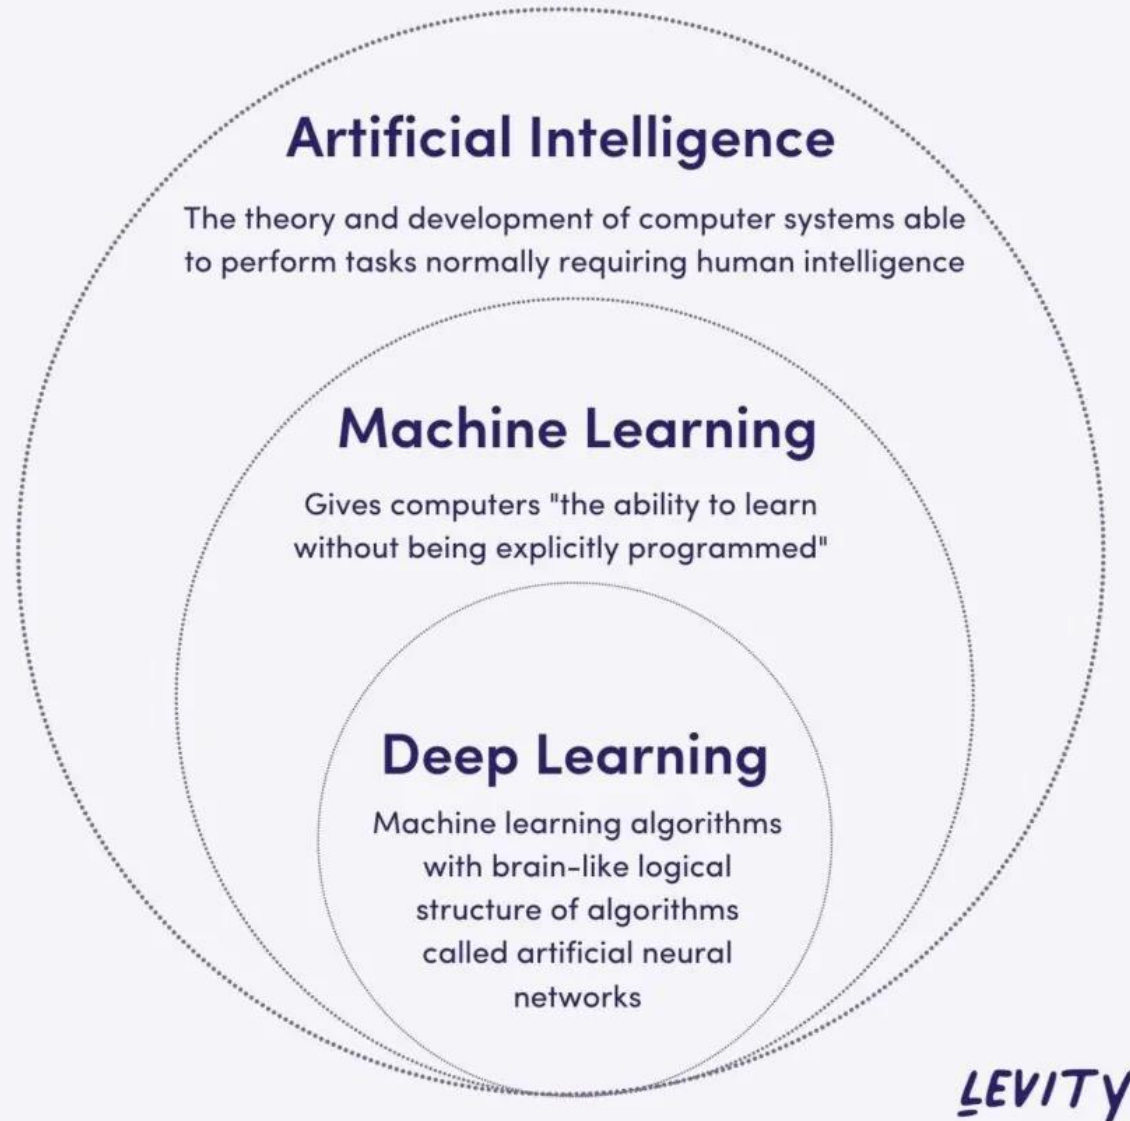 Artificial Intelligence
The theory and development of computer systems able
to perform tasks normally requiring human intelligence
Machine Learning
Gives computers "the ability to learn
without being explicitly programmed"
Deep Learning
Machine learning algorithms
with brain-like logical
structure of algorithms
called artificial neural
networks
LEVITY